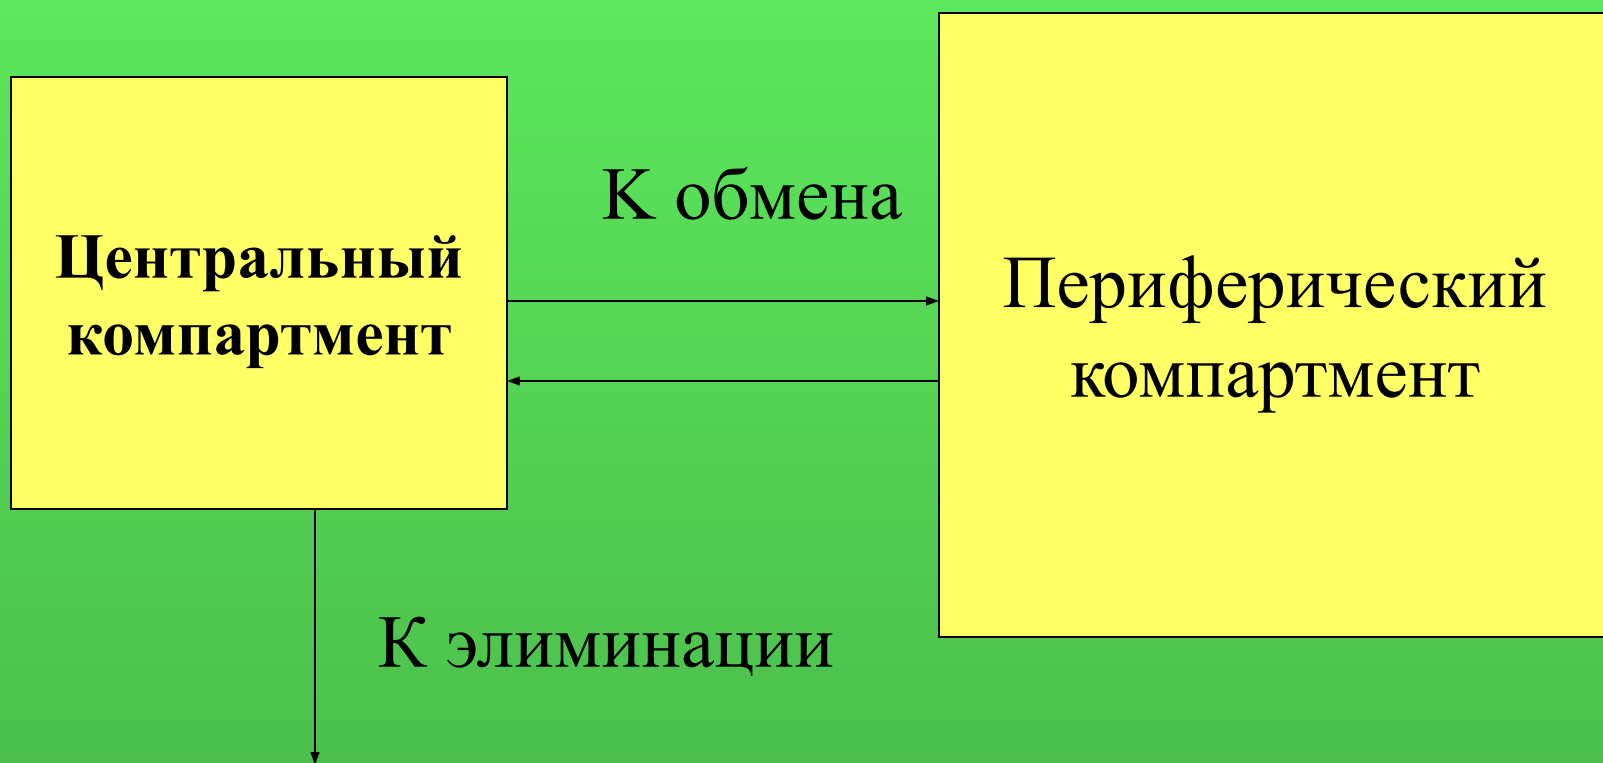 К обмена
Центральный
компартмент
Периферический
компартмент
К элиминации